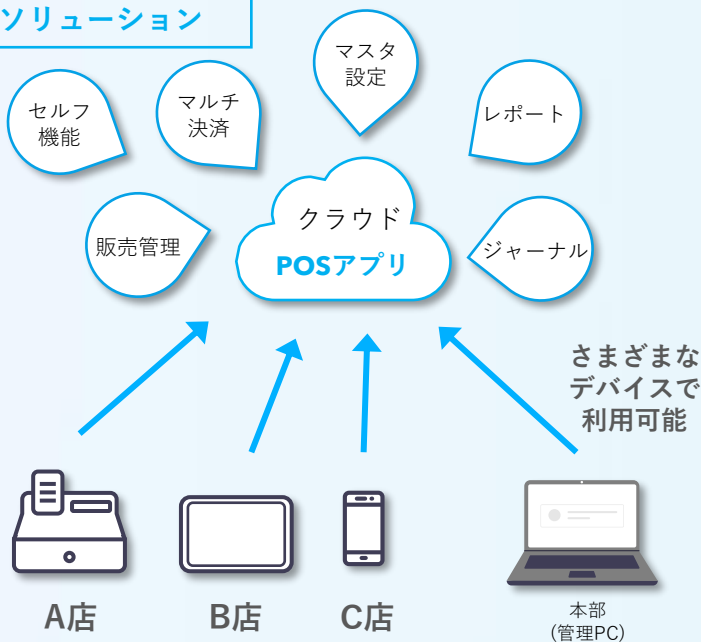 ソリューション
マスタ
設定
セルフ
機能
マルチ
決済
レポート
販売管理
クラウド
POSアプリ
ジャーナル
さまざまな
デバイスで
利用可能
A店
B店
C店
本部
(管理PC)